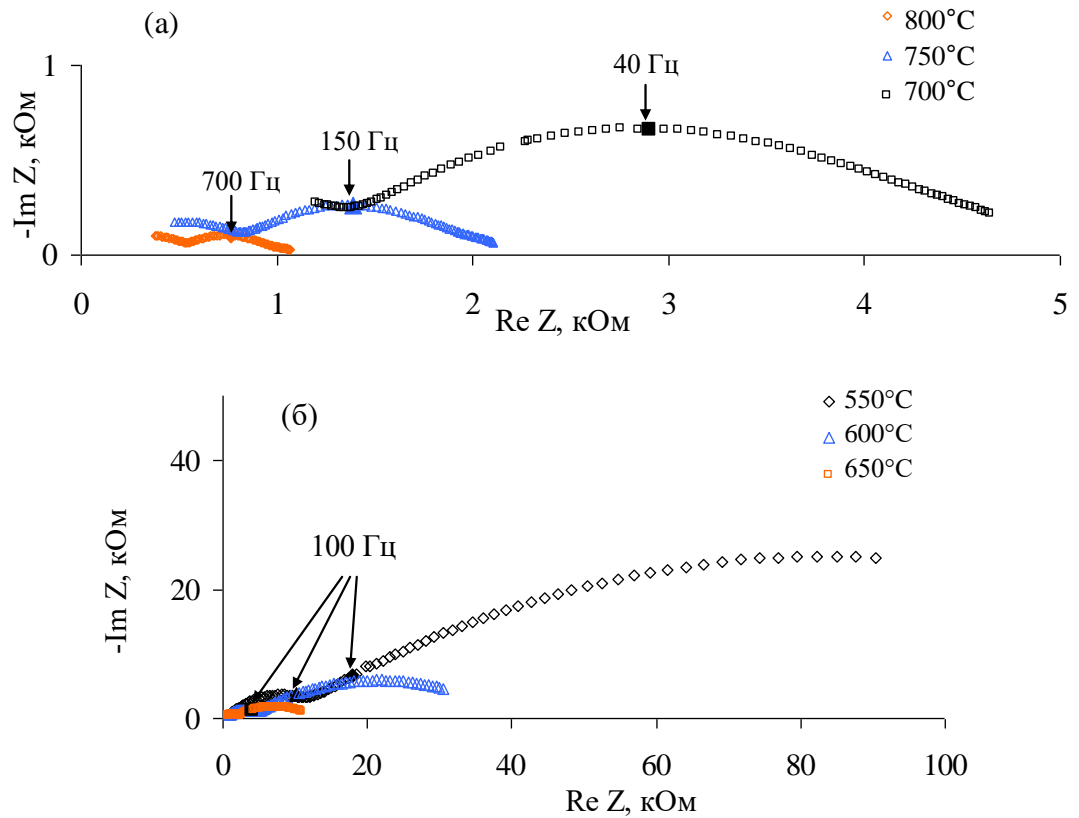 (а)
800°C
750°C
700°C
1
-Im Z, кОм
40 Гц
150 Гц
700 Гц
0
0 1 2 3 4 5
Re Z, кОм
(б)
550°C
600°C
650°C
40
-Im Z, кОм
100 Гц
20
0
0 20 40 60 80 100
Re Z, кОм